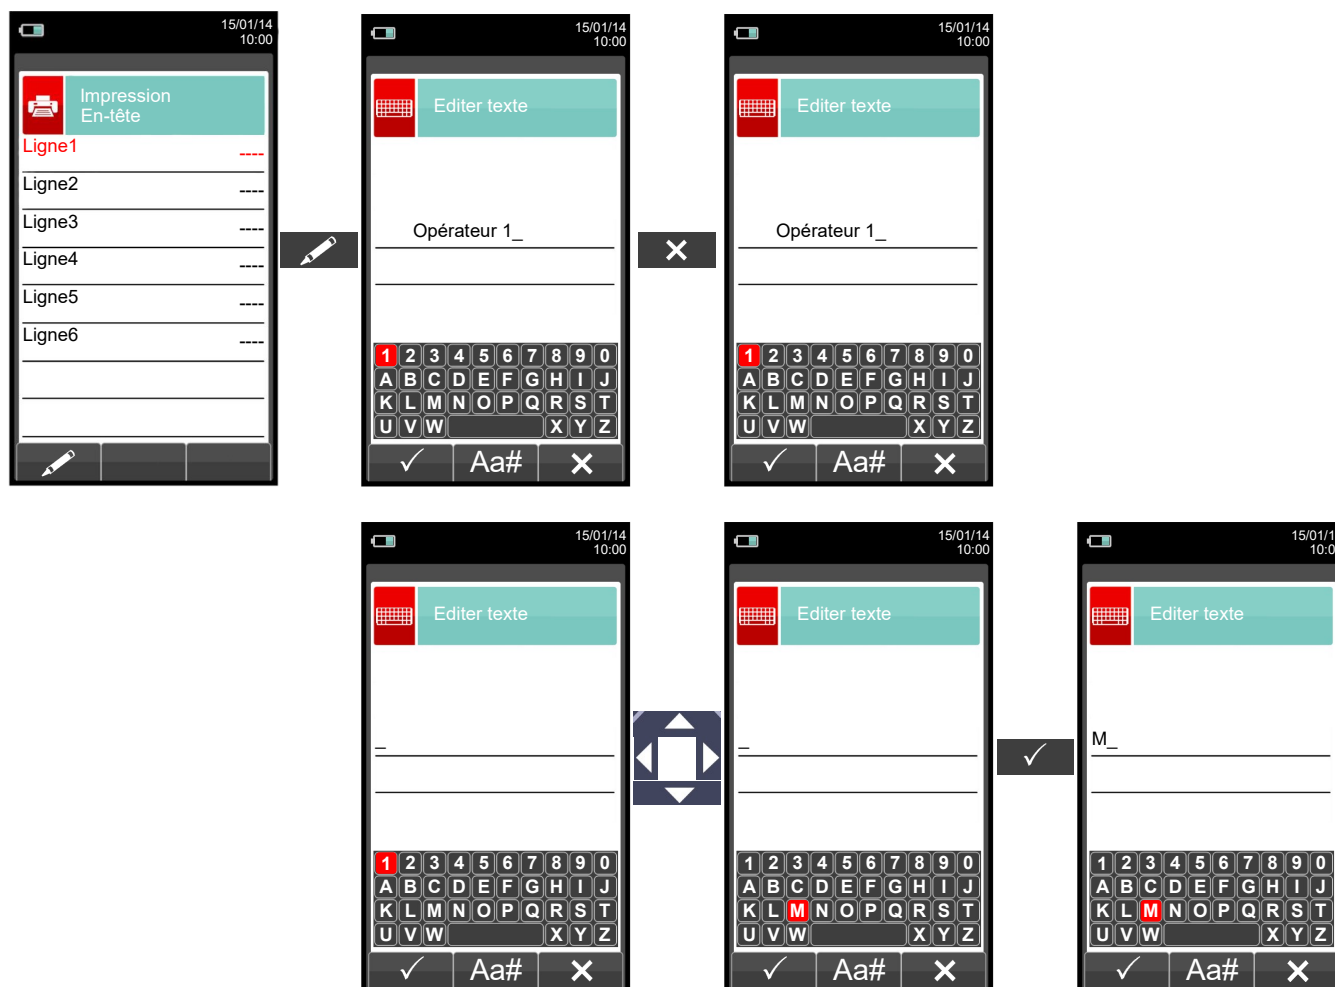 15/01/14
10:00
Impression
En-tête
Ligne1 ----
Ligne2 ----
Ligne3 ----
Ligne4 ----
Ligne5 ----
Ligne6 ----
15/01/14
10:00
Editer texte
Opérateur 1_
1 2 3 4 5 6 7 8 9 0
A B C D E F G H I J
K L M N O P Q R S T
U V W X Y Z
Aa#
15/01/14
10:00
Editer texte
Opérateur 1_
1 2 3 4 5 6 7 8 9 0
A B C D E F G H I J
K L M N O P Q R S T
U V W X Y Z
Aa#
15/01/14
10:00
Editer texte
_
1 2 3 4 5 6 7 8 9 0
A B C D E F G H I J
K L M N O P Q R S T
U V W X Y Z
Aa#
15/01/14
10:00
Editer texte
_
1 2 3 4 5 6 7 8 9 0
A B C D E F G H I J
K L M N O P Q R S T
U V W X Y Z
Aa#
15/01/1
10:0
Editer texte
M_
1 2 3 4 5 6 7 8 9 0
A B C D E F G H I J
K L M N O P Q R S T
U V W X Y Z
Aa#